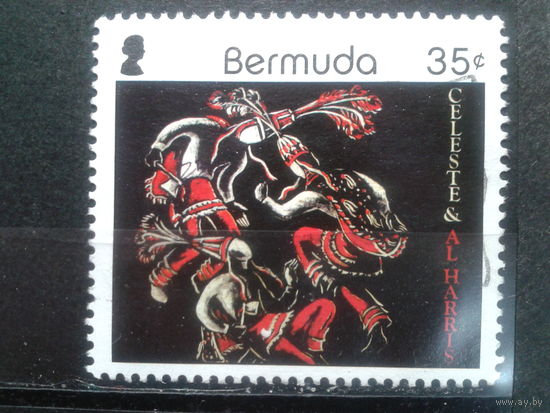 Bermuda 35¢
CELESTE & AL HARRIS
www.ay.by